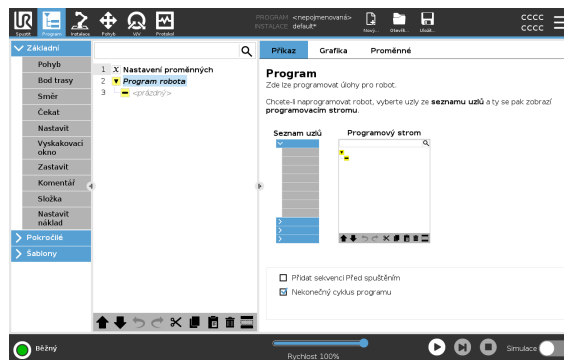 PROGRAM <nepojmenovaná>
INSTALACE default*
Spustit
Program
Instalace
Pohyb
V/V
Protokol
Nový...
Otevřít...
Uložit...
CCCC
CCCC
Základní
Pohyb
Bod trasy
Směr
Čekat
Nastavit
Vyskakovací
okno
Zastavit
Komentář
Složka
Nastavit
náklad
Pokročilé
Šablony
1 X Nastavení proměnných
2 Program robota
3 <prázdný>
Příkaz
Grafika
Proměnné
Program
Zde lze programovat úlohy pro robot.
Chcete-li naprogramovat robot, vyberte uzly ze seznamu uzlů a ty se pak zobrazí
programovacím stromu.
Seznam uzlů
Programový strom
Přidat sekvenci Před spuštěním
Nekonečný cyklus programu
Běžný
Rychlost 100%
Simulace